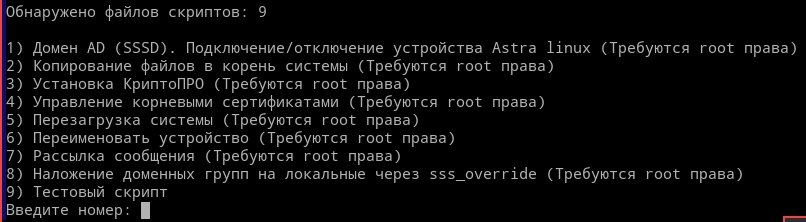 Обнаружено файлов скриптов: 9
1) Домен AD (SSSD). Подключение/отключение устройства Astra linux (Требуются root права)
2) Копирование файлов в корень системы (Требуются root права)
3) Установка КриптоПРО (Требуются root права)
4) Управление корневыми сертификатами (Требуются root права)
5) Перезагрузка системы (Требуются root права)
6) Переименовать устройство (Требуются root права)
7) Рассылка сообщения (Требуются root права)
8) Наложение доменных групп на локальные через sss_override (Требуются root права)
9) Тестовый скрипт
Введите номер: